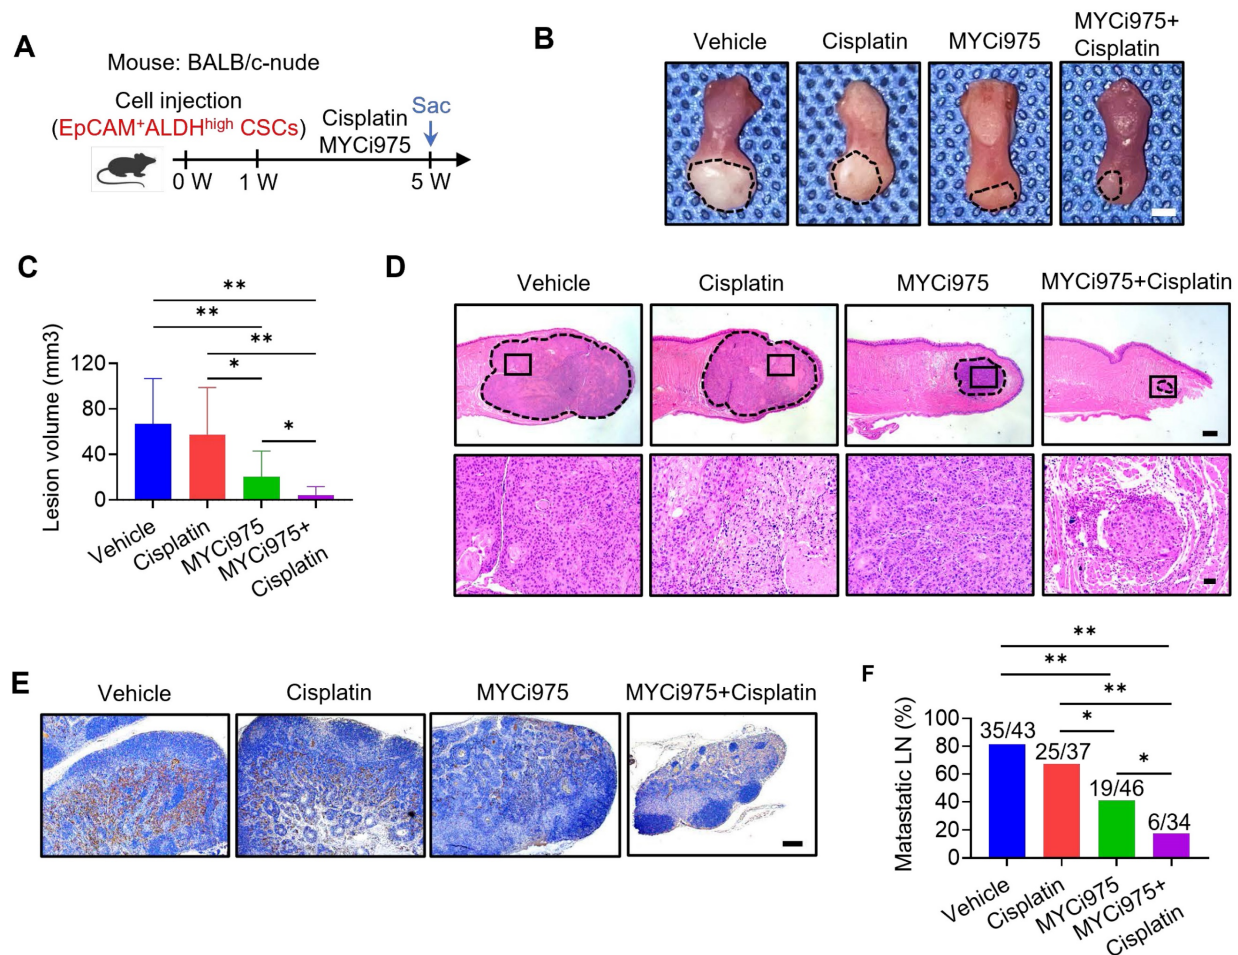 A
Mouse: BALB/c-nude
Cell injection
(EpCAM⁺ALDHʰⁱᵍʰ CSCs)
Cisplatin
MYCi975
Sac
0 W
1 W
5 W
B
Vehicle
Cisplatin
MYCi975
MYCi975+
Cisplatin
C
Lesion volume (mm3)
120
80
40
0
**
**
**
*
*
Vehicle
Cisplatin
MYCi975
MYCi975+
Cisplatin
D
Vehicle
Cisplatin
MYCi975
MYCi975+Cisplatin
E
Vehicle
Cisplatin
MYCi975
MYCi975+Cisplatin
F
Matastatic LN (%)
100
80
60
40
20
0
**
**
**
*
*
35/43
25/37
19/46
6/34
Vehicle
Cisplatin
MYCi975
MYCi975+
Cisplatin